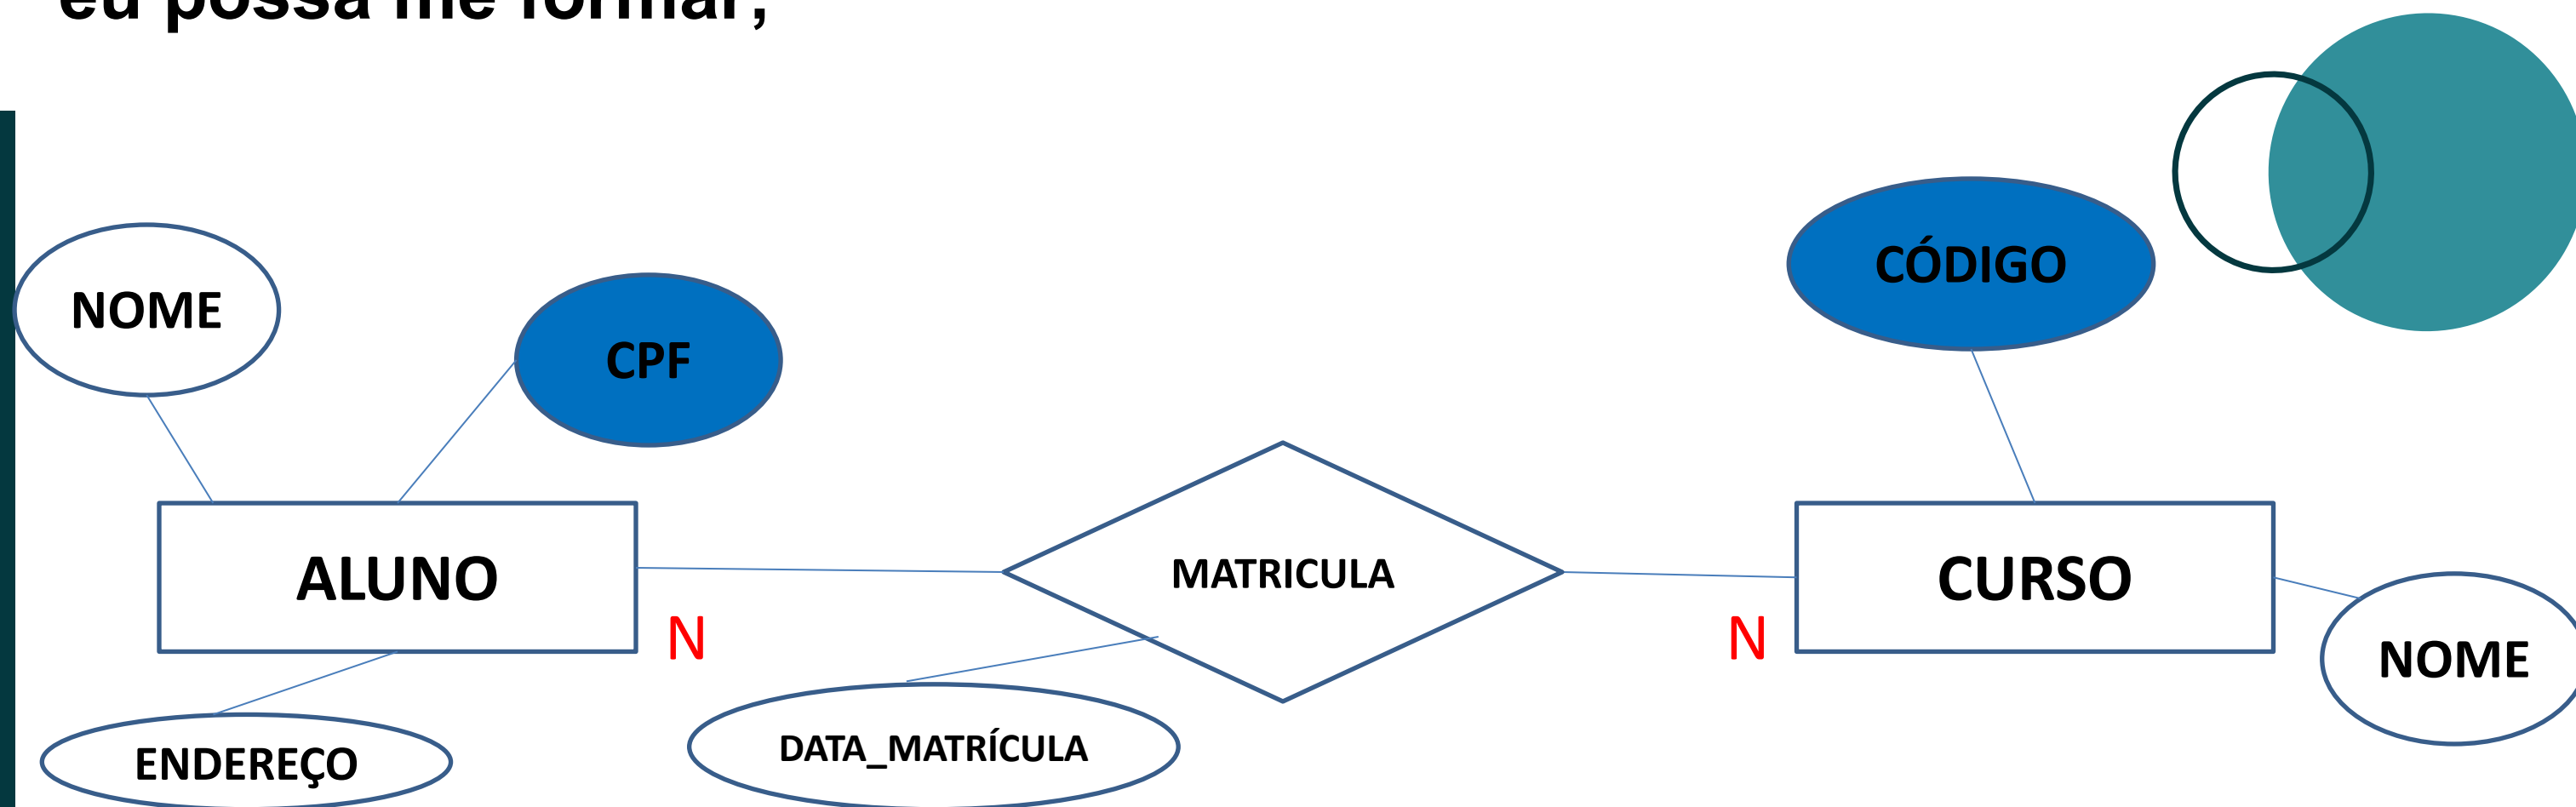 eu possa me formar;
NOME
CPF
CÓDIGO
ALUNO
MATRICULA
CURSO
N
N
NOME
ENDEREÇO
DATA_MATRÍCULA